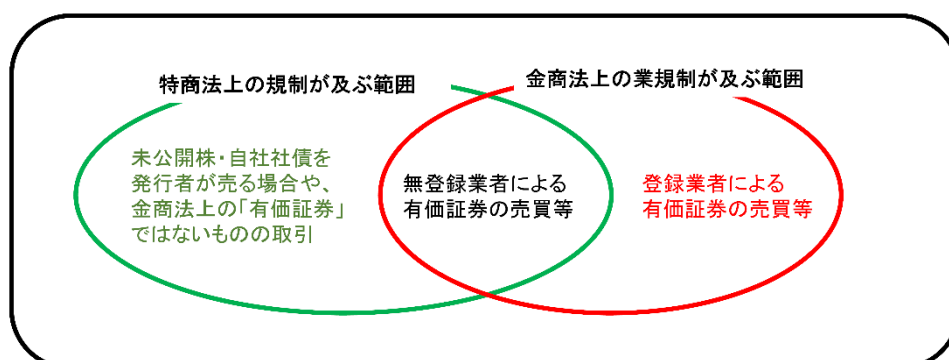 特商法上の規制が及ぶ範囲
金商法上の業規制が及ぶ範囲
未公開株・自社社債を
発行者が売る場合や、
金商法上の「有価証券」
ではないものの取引
無登録業者による
有価証券の売買等
登録業者による
有価証券の売買等